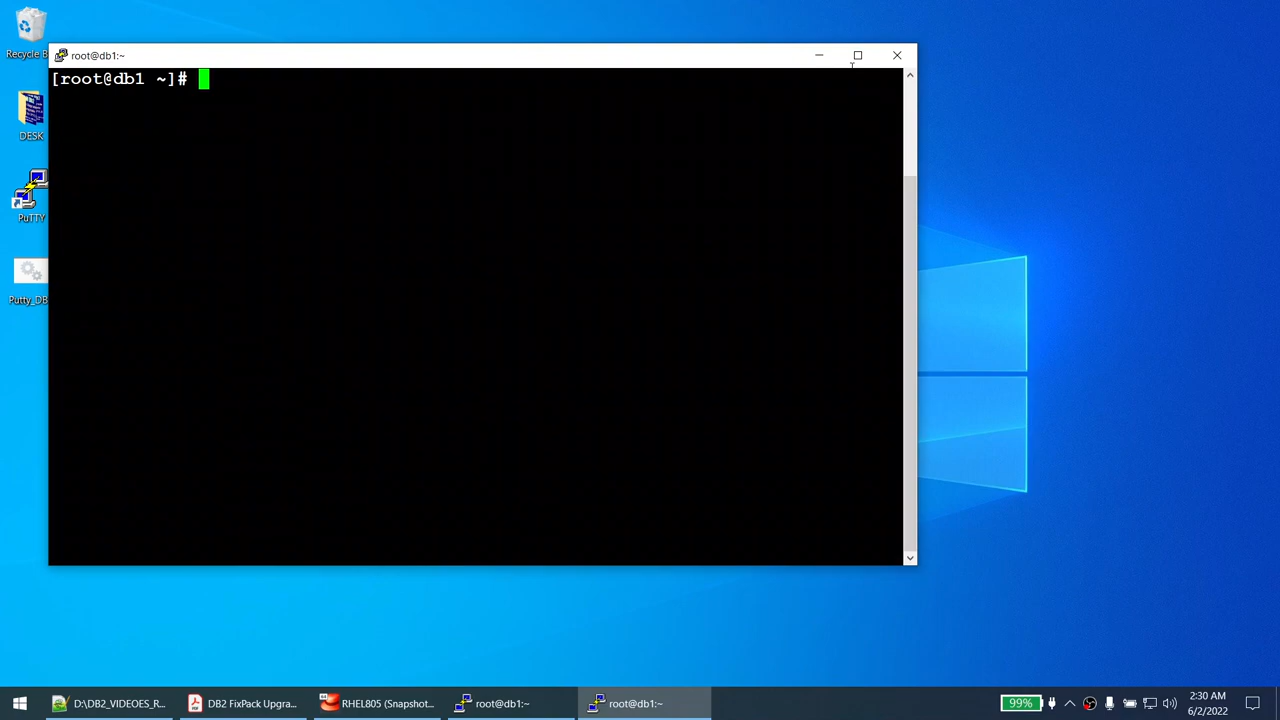 Recycle B
root@db1:~
[root@db1 ~]#
DESK
PuTTY
Putty_DB
D:\DB2_VIDEOES_R...
DB2 FixPack Upgra...
RHEL805 (Snapshot...
root@db1:~
root@db1:~
99%
2:30 AM
6/2/2022